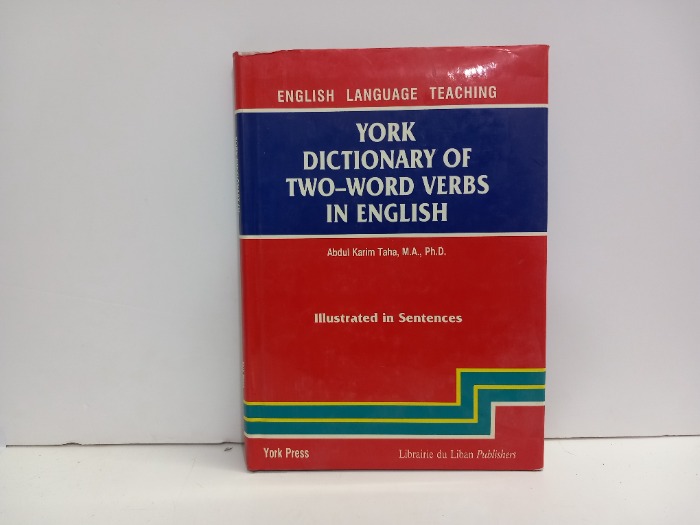 ENGLISH LANGUAGE TEACHING
YORK
DICTIONARY OF
TWO-WORD VERBS
IN ENGLISH
Abdul Karim Taha, M.A., Ph.D.
Illustrated in Sentences
York Press
Librairie du Liban Publishers